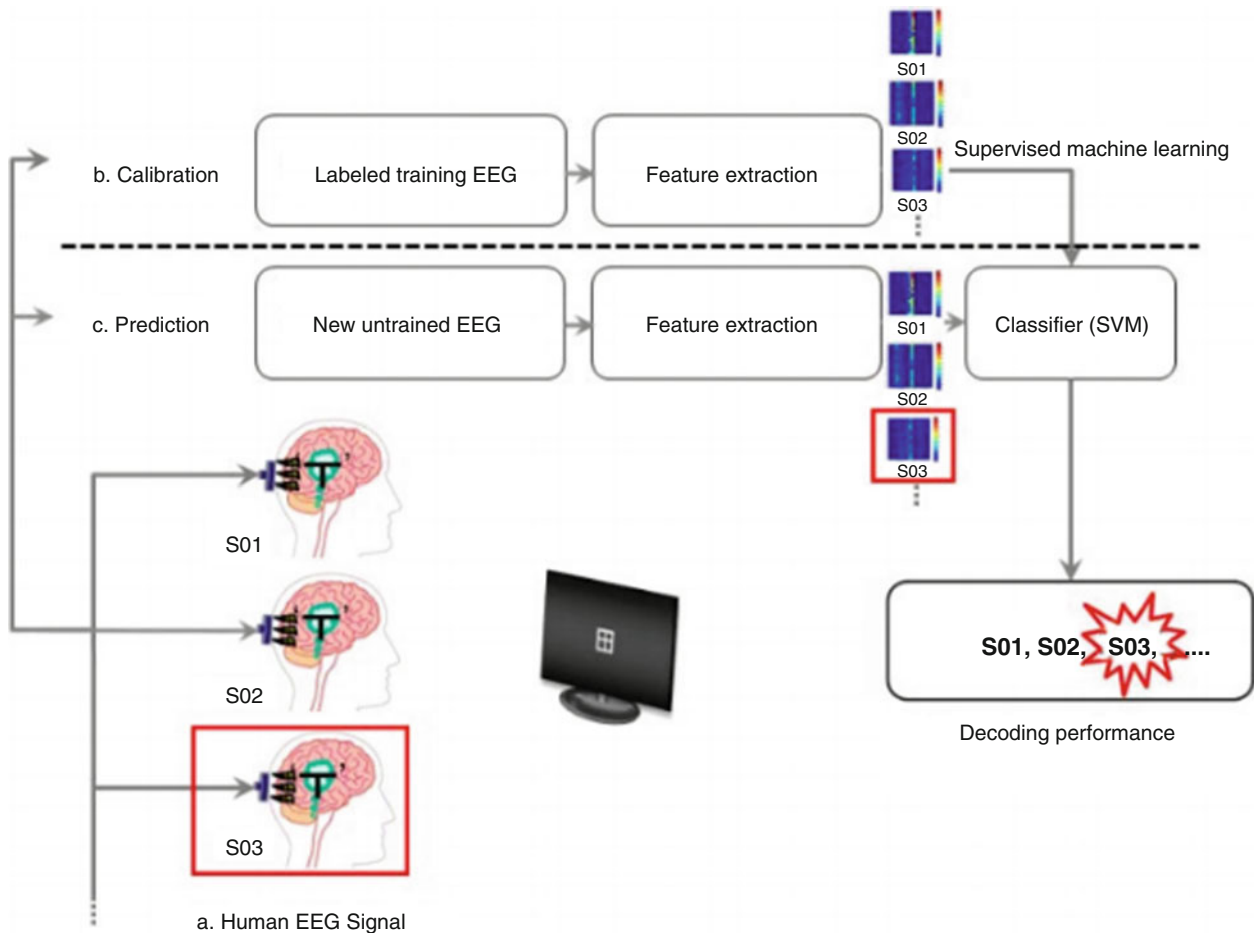 S01
S02
S03
b. Calibration
Labeled training EEG
Feature extraction
Supervised machine learning
c. Prediction
New untrained EEG
Feature extraction
S01
S02
S03
Classifier (SVM)
S01
S02
S03
a. Human EEG Signal
S01, S02, S03, .....
Decoding performance